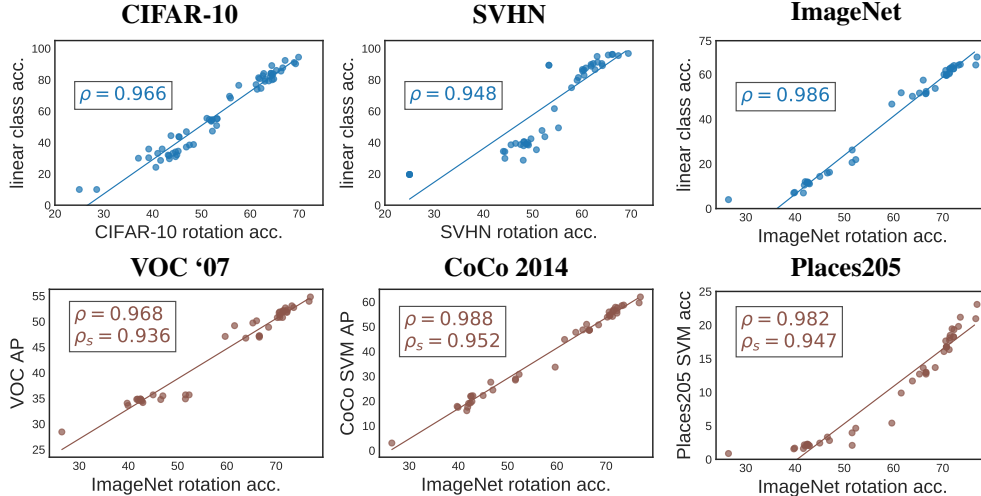 CIFAR-10
SVHN
ImageNet
linear class acc.
100
80
60
40
20
0
ρ = 0.966
20
30
40
50
60
70
CIFAR-10 rotation acc.
linear class acc.
100
80
60
40
20
0
ρ = 0.948
20
30
40
50
60
70
SVHN rotation acc.
linear class acc.
75
60
40
20
0
ρ = 0.986
30
40
50
60
70
ImageNet rotation acc.
VOC ‘07
CoCo 2014
Places205
VOC AP
55
50
45
40
35
30
25
ρ = 0.968
ρs = 0.936
30
40
50
60
70
ImageNet rotation acc.
CoCo SVM AP
60
50
40
30
20
10
0
ρ = 0.988
ρs = 0.952
30
40
50
60
70
ImageNet rotation acc.
Places205 SVM acc
25
20
15
10
5
0
ρ = 0.982
ρs = 0.947
30
40
50
60
70
ImageNet rotation acc.